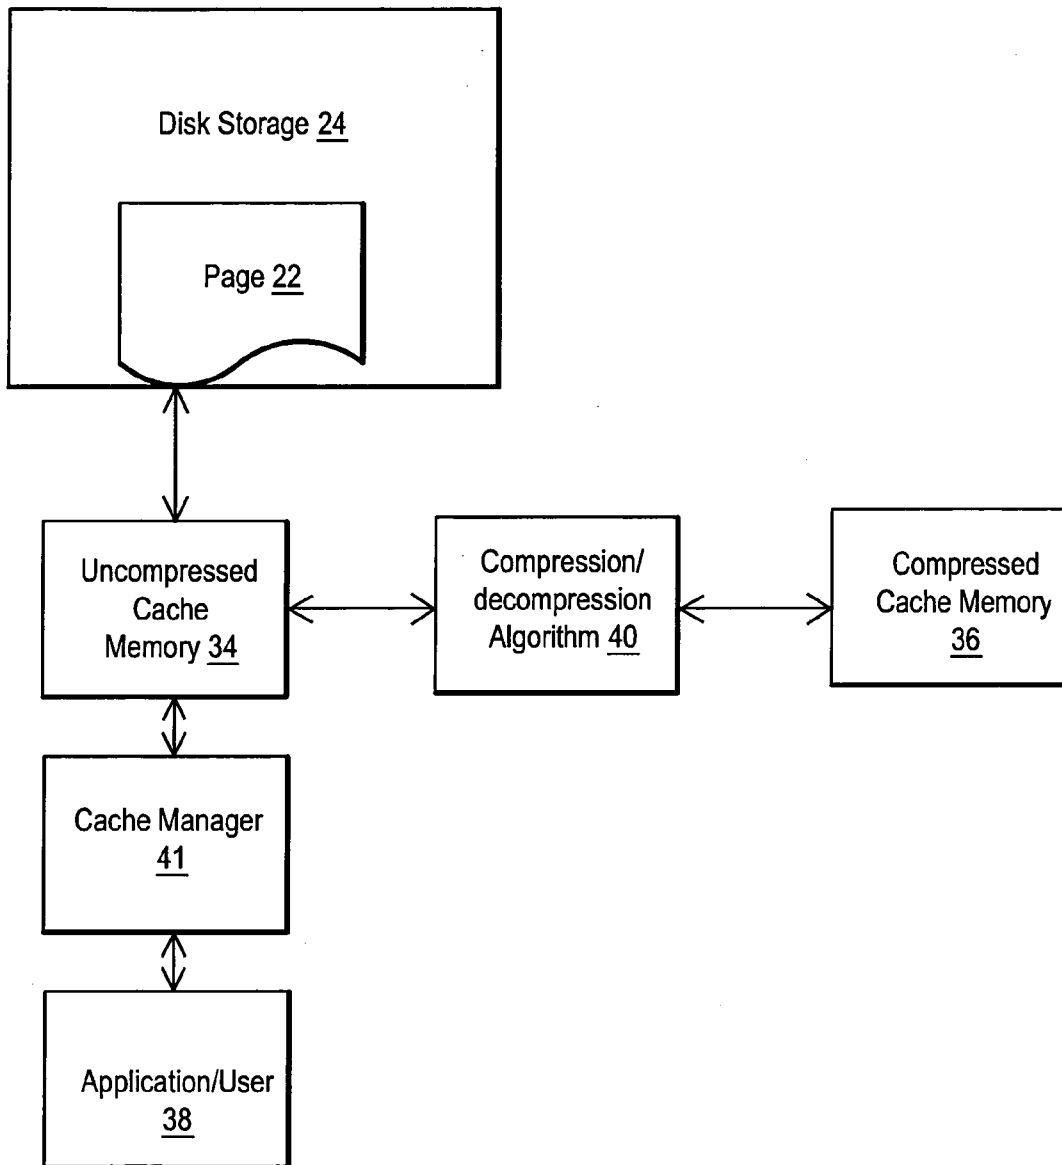 Disk Storage 24
Page 22
Uncompressed
Cache
Memory 34
Compression/
decompression
Algorithm 40
Compressed
Cache Memory
36
Cache Manager
41
Application/User
38